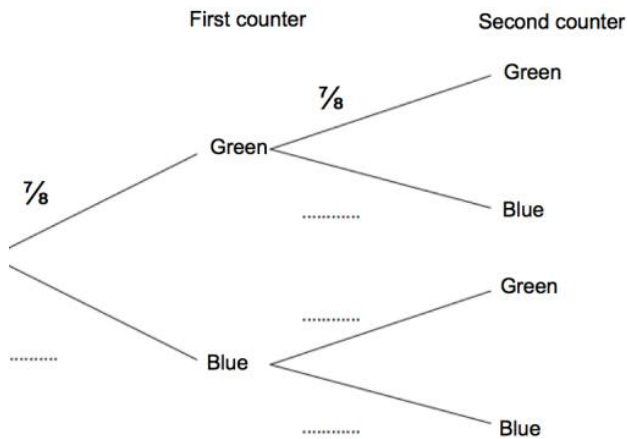 First counter Second counter
Green
⅞
Green
⅞
............ Blue
Green
............
.......... Blue
............ Blue